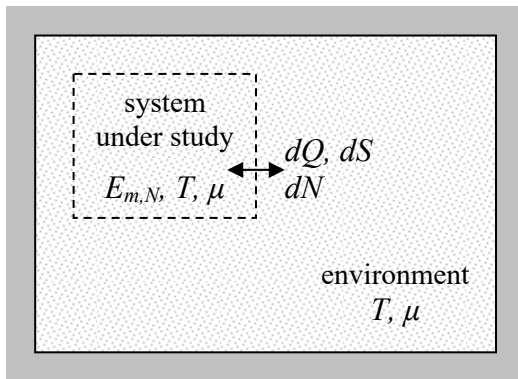 system
under study
E_{m,N}, T, μ
dQ, dS
dN
environment
T, μ